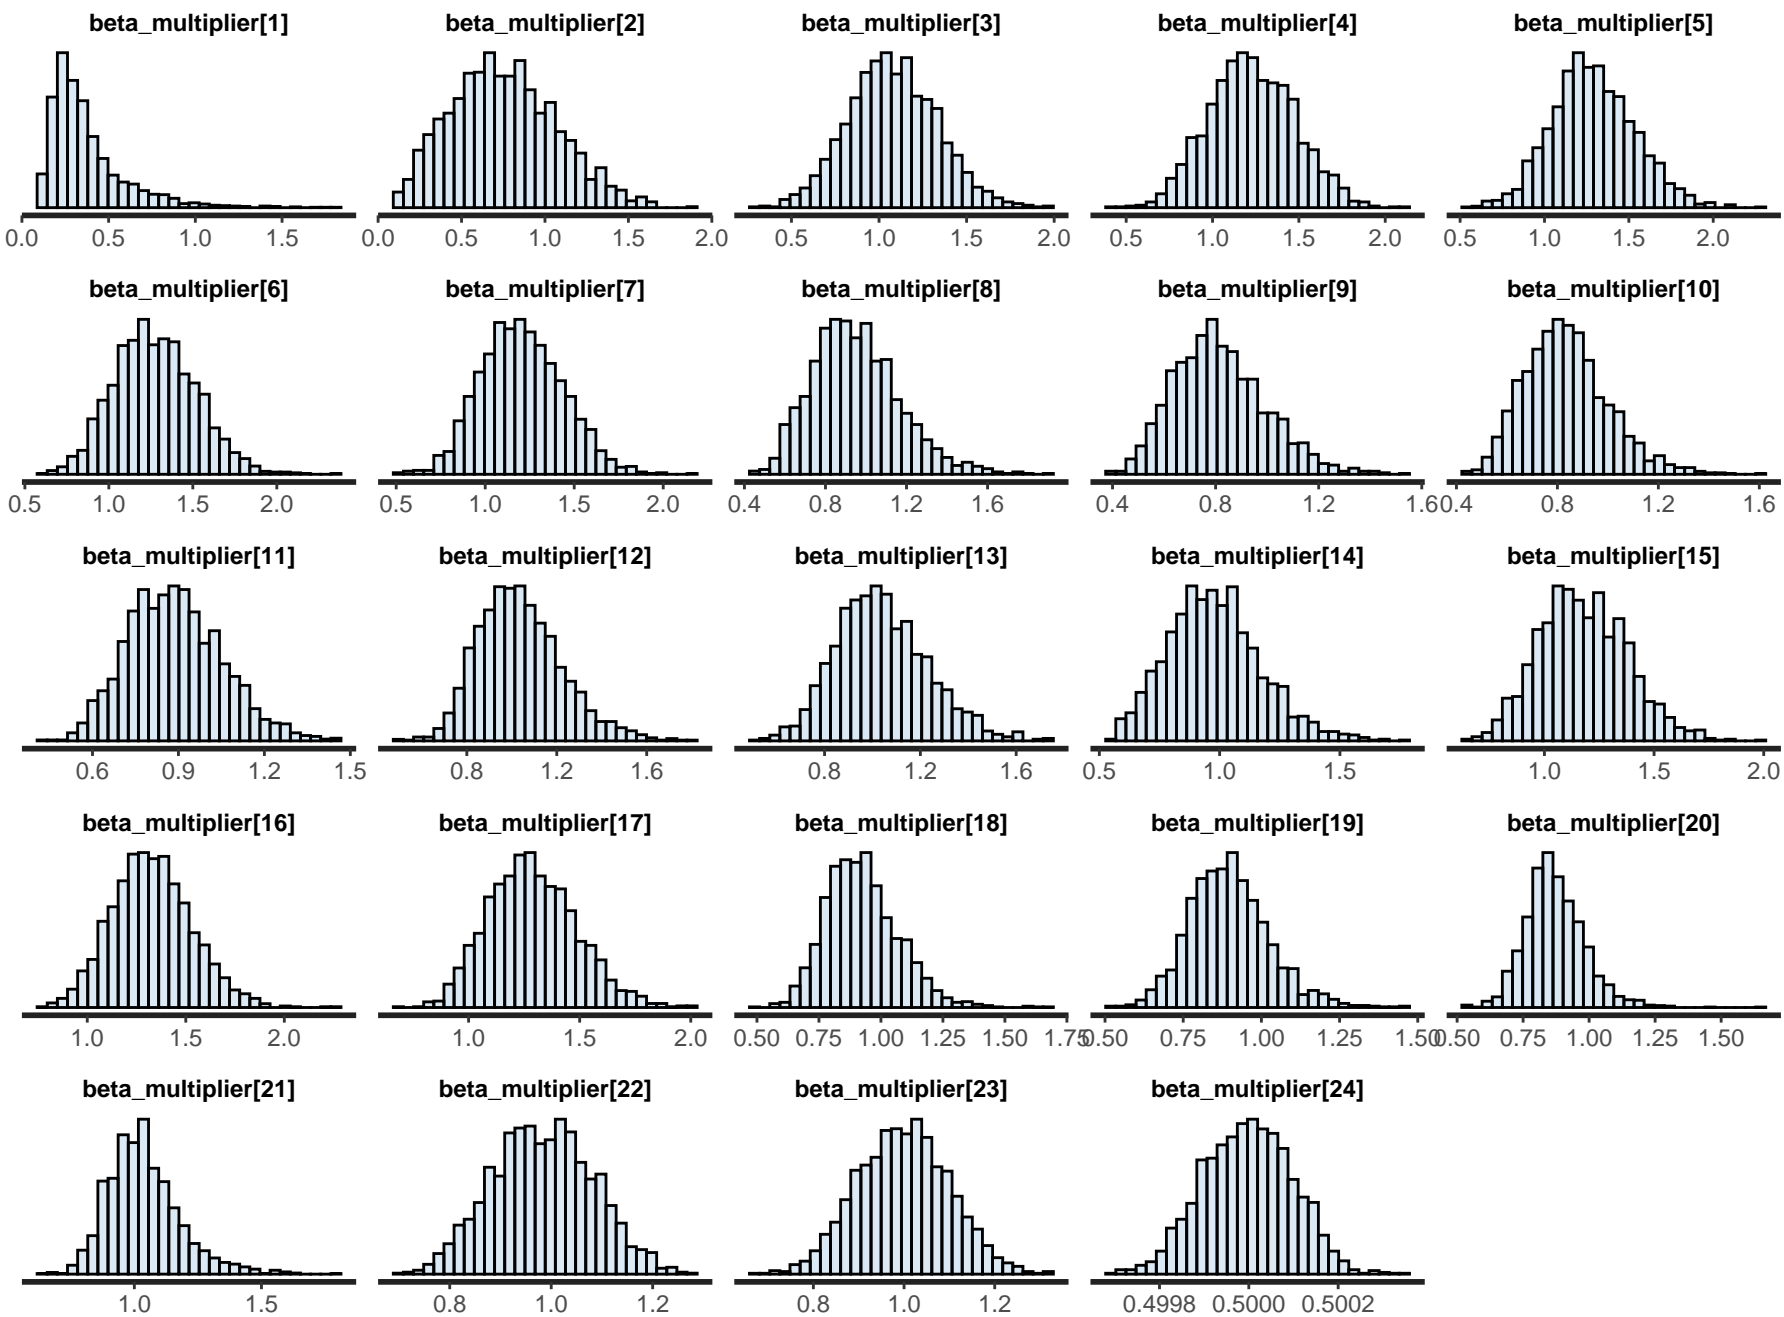 beta_multiplier[1] beta_multiplier[2] beta_multiplier[3] beta_multiplier[4] beta_multiplier[5]
0.0 0.5 1.0 1.5 0.0 0.5 1.0 1.5 2.0 0.5 1.0 1.5 2.0 0.5 1.0 1.5 2.0 0.5 1.0 1.5 2.0
beta_multiplier[6] beta_multiplier[7] beta_multiplier[8] beta_multiplier[9] beta_multiplier[10]
0.5 1.0 1.5 2.0 0.5 1.0 1.5 2.0 0.4 0.8 1.2 1.6 0.4 0.8 1.2 1.6 0.4 0.8 1.2 1.6
beta_multiplier[11] beta_multiplier[12] beta_multiplier[13] beta_multiplier[14] beta_multiplier[15]
0.6 0.9 1.2 1.5 0.8 1.2 1.6 0.8 1.2 1.6 0.5 1.0 1.5 1.0 1.5 2.0
beta_multiplier[16] beta_multiplier[17] beta_multiplier[18] beta_multiplier[19] beta_multiplier[20]
1.0 1.5 2.0 1.0 1.5 2.0 0.50 0.75 1.00 1.25 1.50 1.75 0.50 0.75 1.00 1.25 1.50 0.50 0.75 1.00 1.25 1.50
beta_multiplier[21] beta_multiplier[22] beta_multiplier[23] beta_multiplier[24]
1.0 1.5 0.8 1.0 1.2 0.8 1.0 1.2 0.4998 0.5000 0.5002